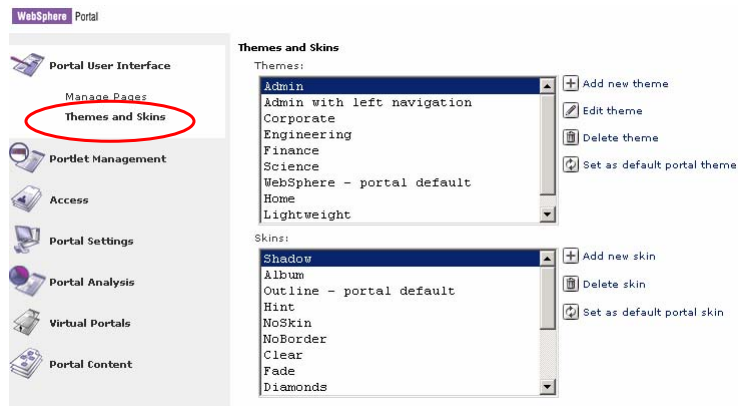 WebSphere Portal
Portal User Interface
Manage Pages
Themes and Skins
Portlet Management
Access
Portal Settings
Portal Analysis
Virtual Portals
Portal Content
Themes and Skins
Themes:
Admin
Admin with left navigation
Corporate
Engineering
Finance
Science
WebSphere - portal default
Home
Lightweight
Add new theme
Edit theme
Delete theme
Set as default portal theme
Skins:
Shadow
Album
Outline - portal default
Hint
NoSkin
NoBorder
Clear
Fade
Diamonds
Add new skin
Delete skin
Set as default portal skin